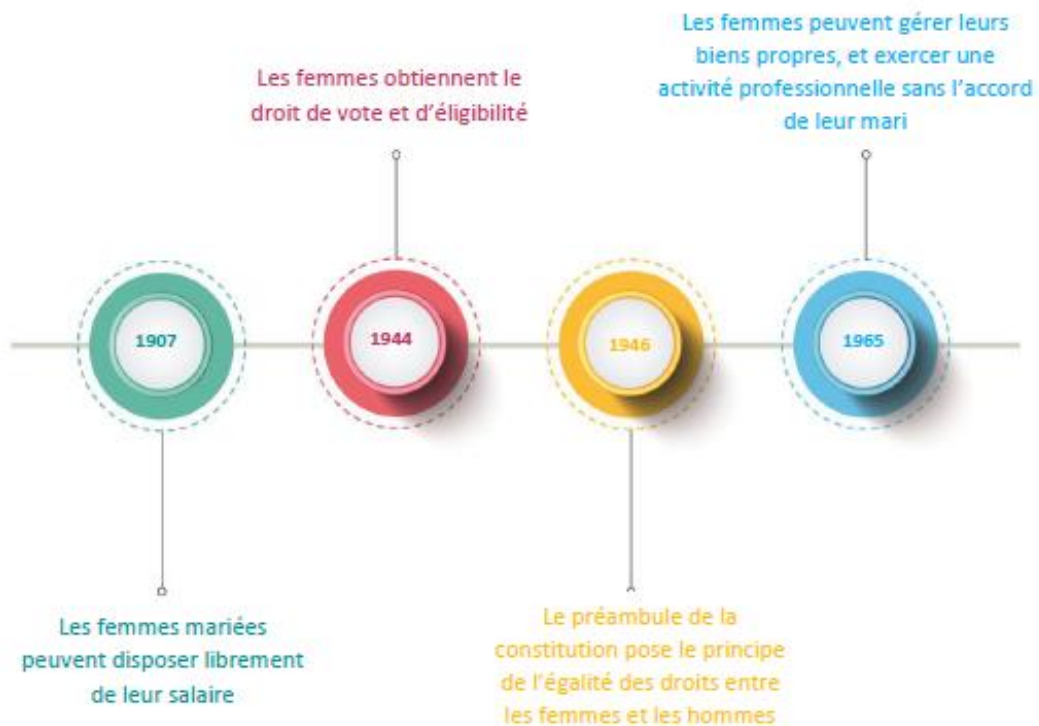 Les femmes peuvent gérer leurs
biens propres, et exercer une
activité professionnelle sans l'accord
de leur mari
Les femmes obtiennent le
droit de vote et d'éligibilité
1907
1944
1946
1965
Les femmes mariées
peuvent disposer librement
de leur salaire
Le préambule de la
constitution pose le principe
de l'égalité des droits entre
les femmes et les hommes